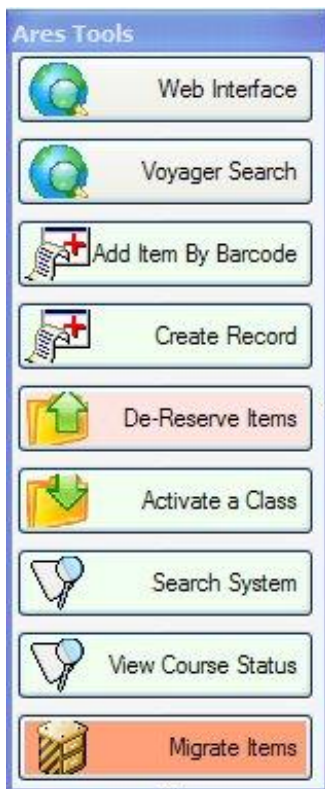 Ares Tools
Web Interface
Voyager Search
Add Item By Barcode
Create Record
De-Reserve Items
Activate a Class
Search System
View Course Status
Migrate Items